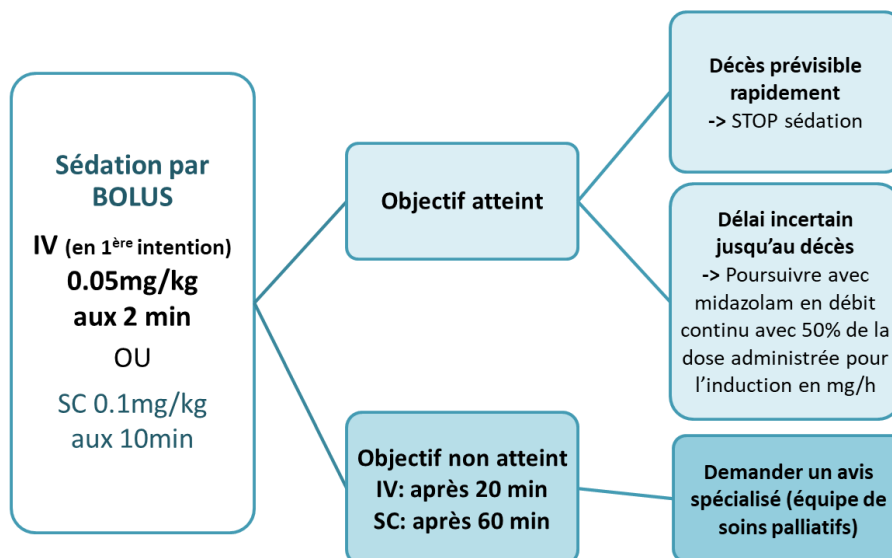 Sédation par
BOLUS
IV (en 1ère intention)
0.05mg/kg
aux 2 min
OU
SC 0.1mg/kg
aux 10min
Objectif atteint
Objectif non atteint
IV: après 20 min
SC: après 60 min
Décès prévisible
rapidement
-> STOP sédation
Délai incertain
jusqu'au décès
-> Poursuivre avec
midazolam en débit
continu avec 50% de la
dose administrée pour
l'induction en mg/h
Demander un avis
spécialisé (équipe de
soins palliatifs)